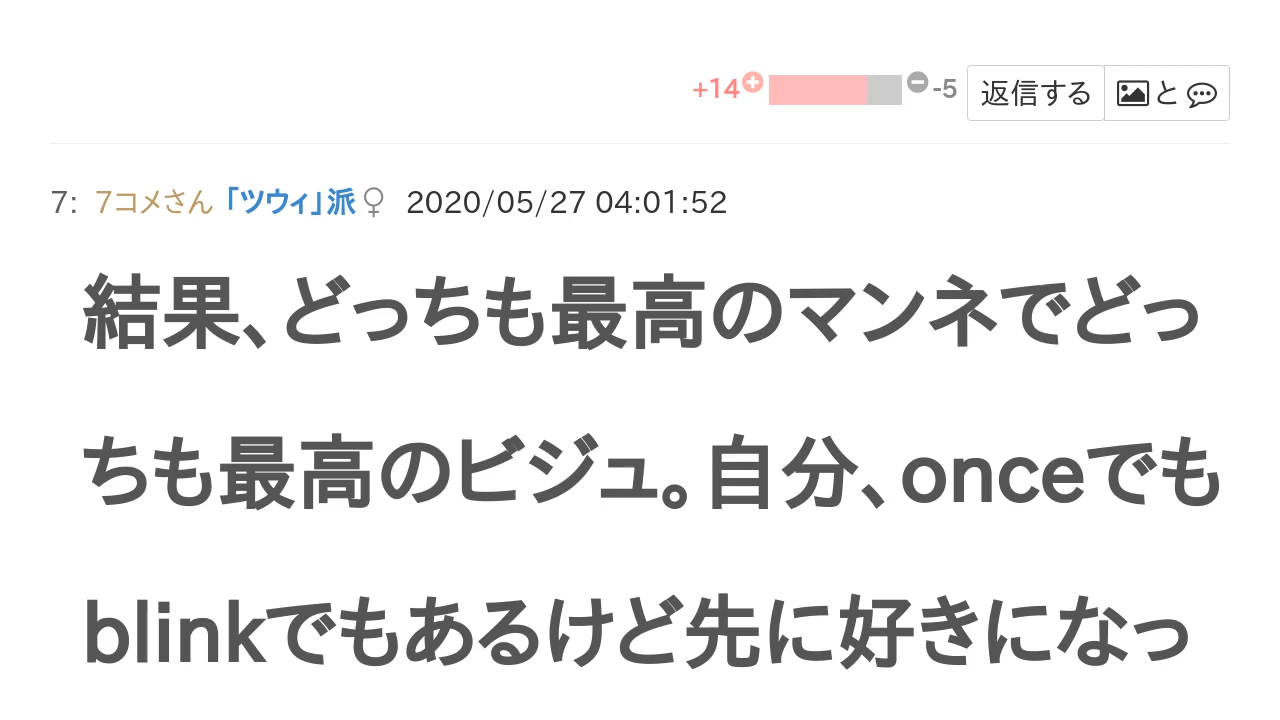 +14 -5 返信する と
7: 7コメさん 「ツウィ」派 2020/05/27 04:01:52
結果、どっちも最高のマンネでどっ
ちも最高のビジュ。自分、onceでも
blinkでもあるけど先に好きになっ